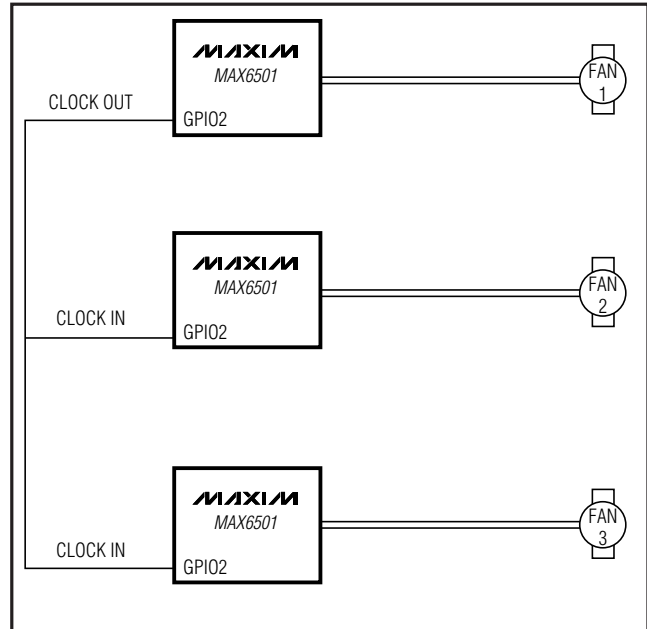 MAXIM
MAX6501
FAN
1
CLOCK OUT
GPIO2
MAXIM
MAX6501
FAN
2
CLOCK IN
GPIO2
MAXIM
MAX6501
FAN
3
CLOCK IN
GPIO2